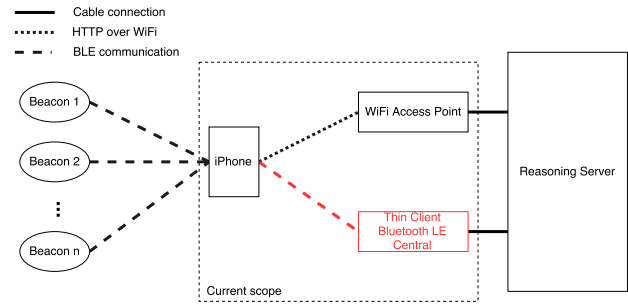 Cable connection
HTTP over WiFi
BLE communication
Beacon 1
Beacon 2
Beacon n
iPhone
WiFi Access Point
Thin Client
Bluetooth LE
Central
Reasoning Server
Current scope